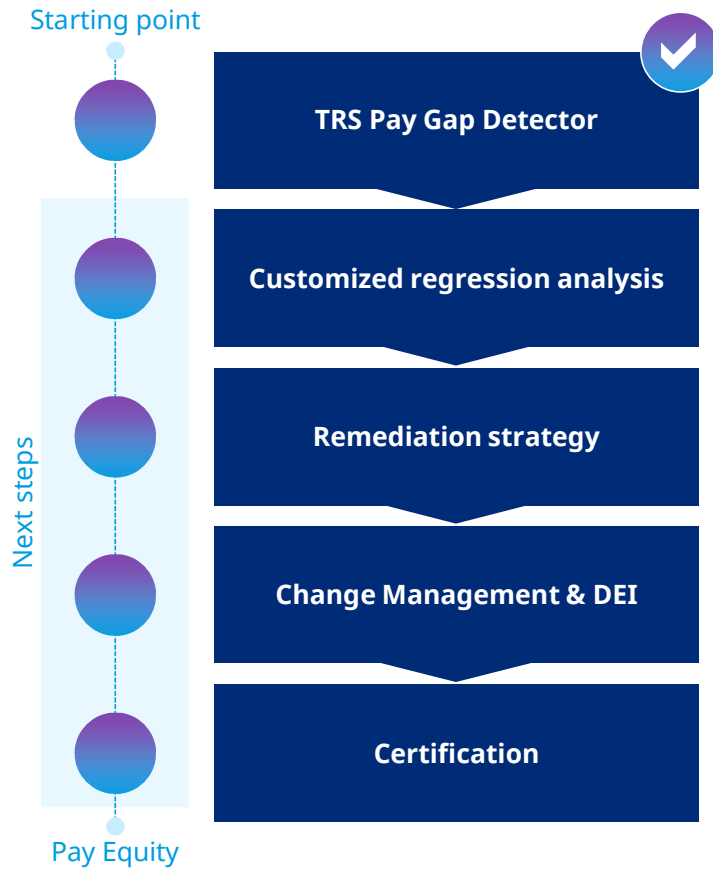 Starting point
TRS Pay Gap Detector
Customized regression analysis
Remediation strategy
Next steps
Change Management & DEI
Certification
Pay Equity